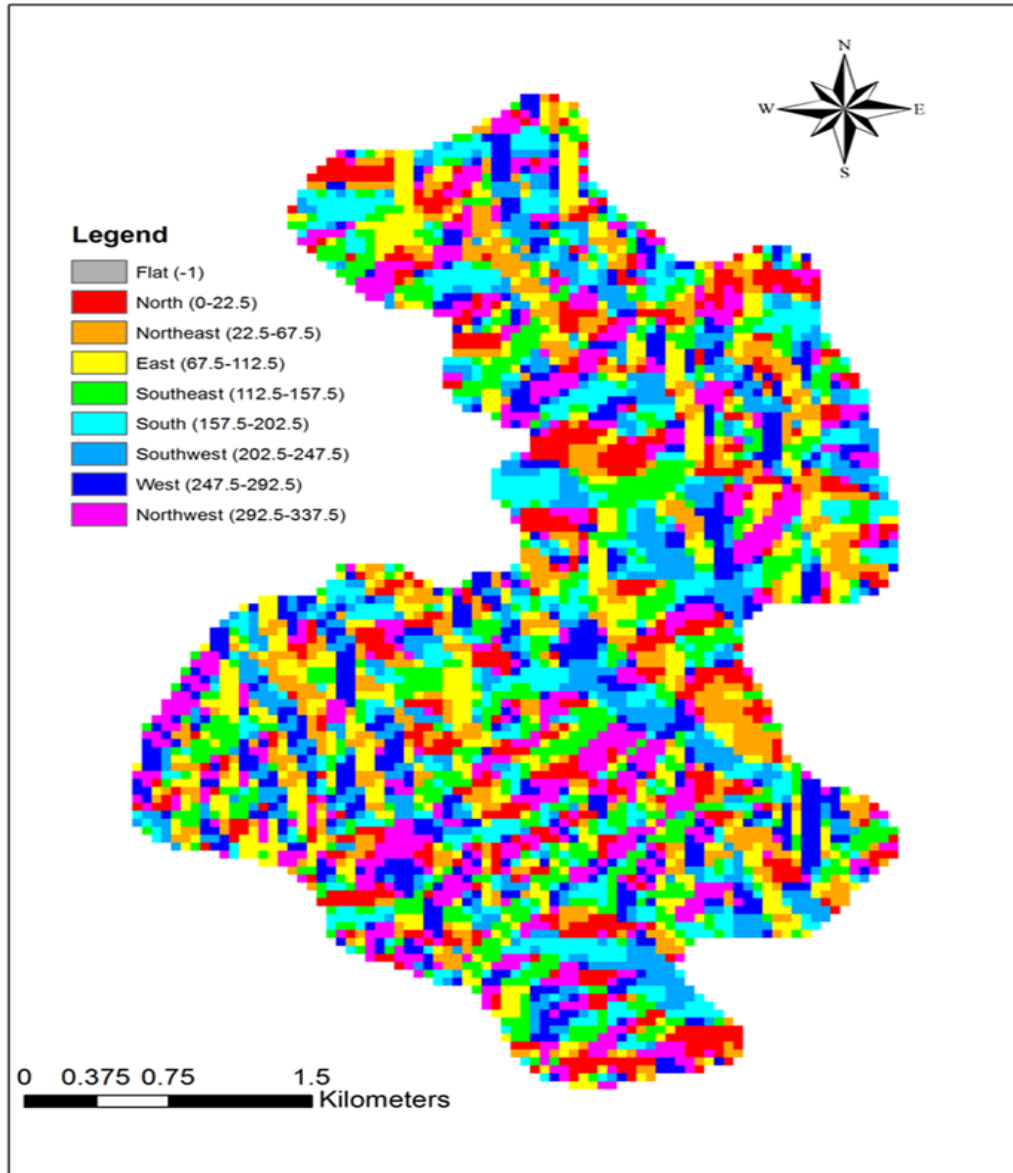 N
W E
S
Legend
Flat (-1)
North (0-22.5)
Northeast (22.5-67.5)
East (67.5-112.5)
Southeast (112.5-157.5)
South (157.5-202.5)
Southwest (202.5-247.5)
West (247.5-292.5)
Northwest (292.5-337.5)
0 0.375 0.75 1.5
Kilometers